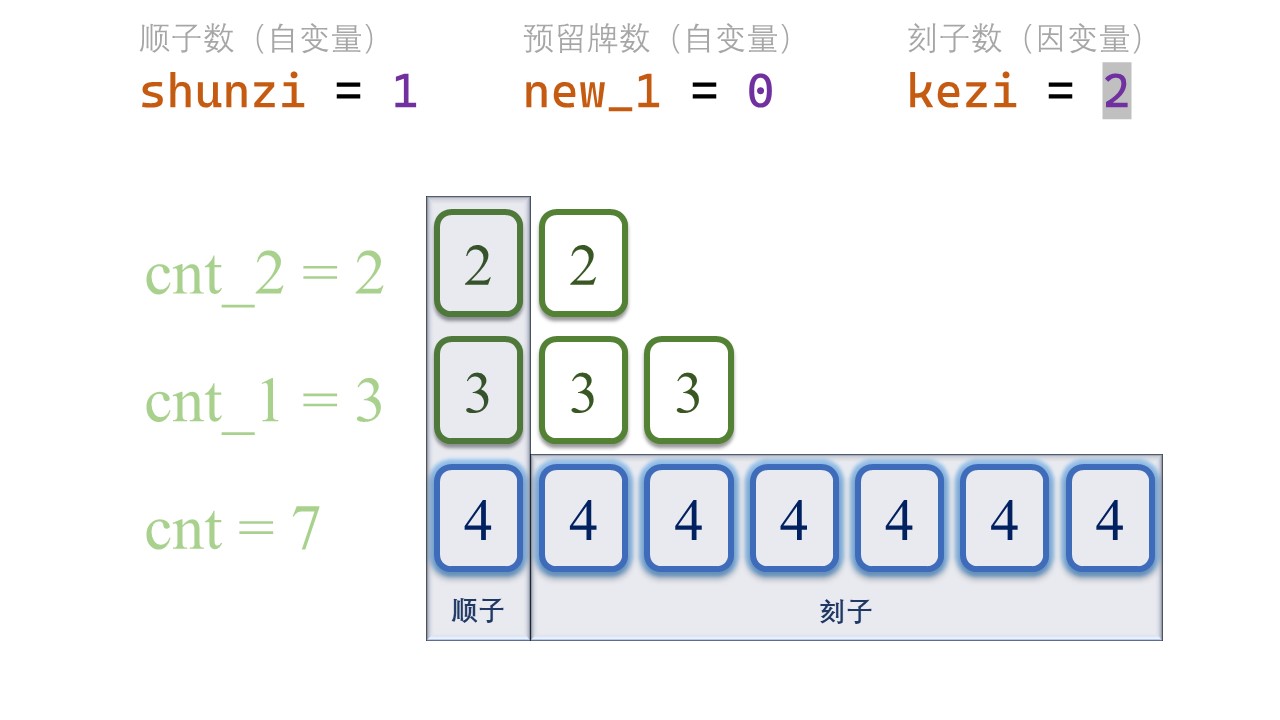 顺子数（自变量） 预留牌数（自变量） 刻子数（因变量）
shunzi = 1 new_1 = 0 kezi = 2
cnt_2 = 2 2 2
cnt_1 = 3 3 3 3
cnt = 7 4 4 4 4 4 4 4
顺子 刻子